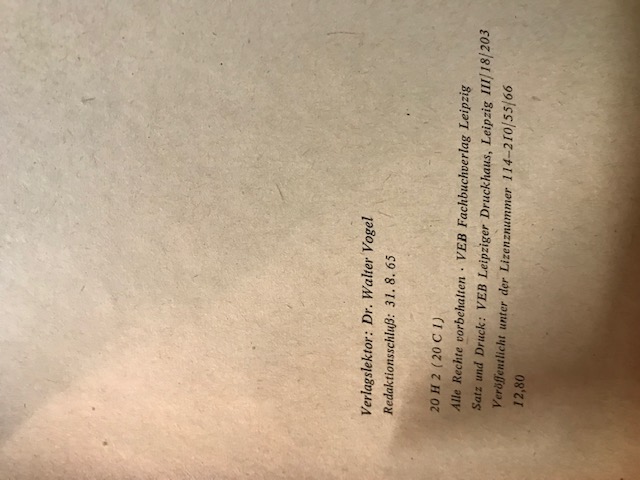 Verlagslektor: Dr. Walter Vogel
Redaktionsschluß: 31. 8. 65
20 H 2 (20 C 1)
Alle Rechte vorbehalten · VEB Fachbuchverlag Leipzig
Satz und Druck: VEB Leipziger Druckhaus, Leipzig III/18/203
Veröffentlicht unter der Lizenznummer 114–210/55/66
12,80